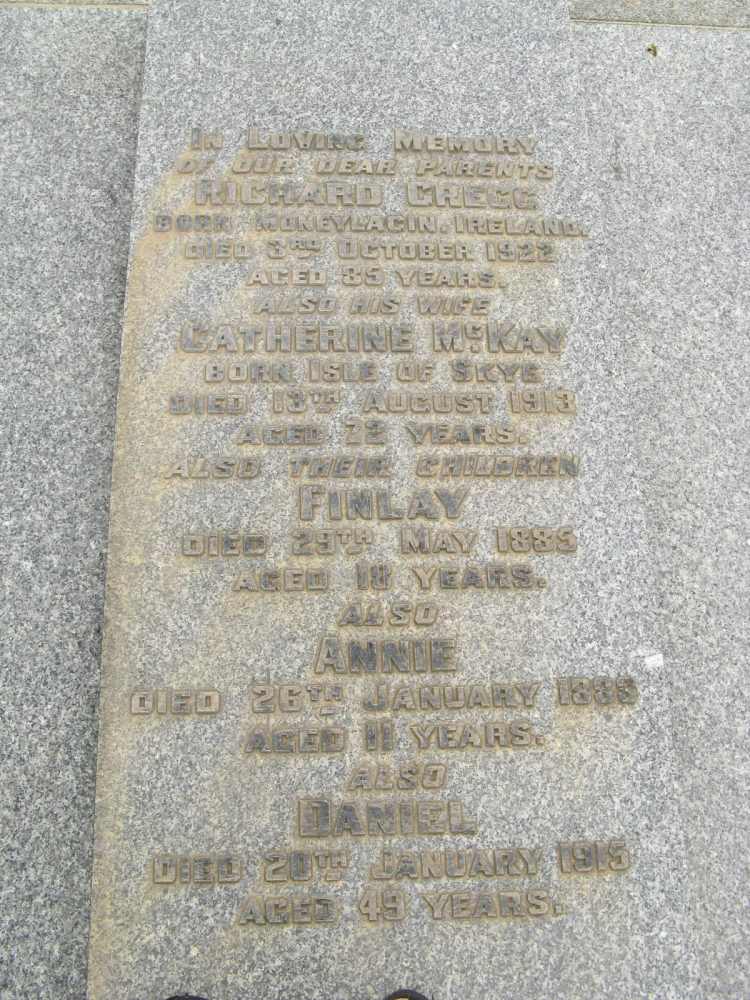 IN LOVING MEMORY
OF OUR DEAR PARENTS
RICHARD GREGG
BORN MONEYLAGIN. IRELAND.
DIED 3RD OCTOBER 1922
AGED 85 YEARS.
ALSO HIS WIFE
CATHERINE MCKAY
BORN ISLE OF SKYE
DIED 13TH AUGUST 1913
AGED 72 YEARS.
ALSO THEIR CHILDREN
FINLAY
DIED 29TH MAY 1885
AGED 18 YEARS.
ALSO
ANNIE
DIED 26TH JANUARY 1885
AGED 11 YEARS.
ALSO
DANIEL
DIED 20TH JANUARY 1915
AGED 49 YEARS.